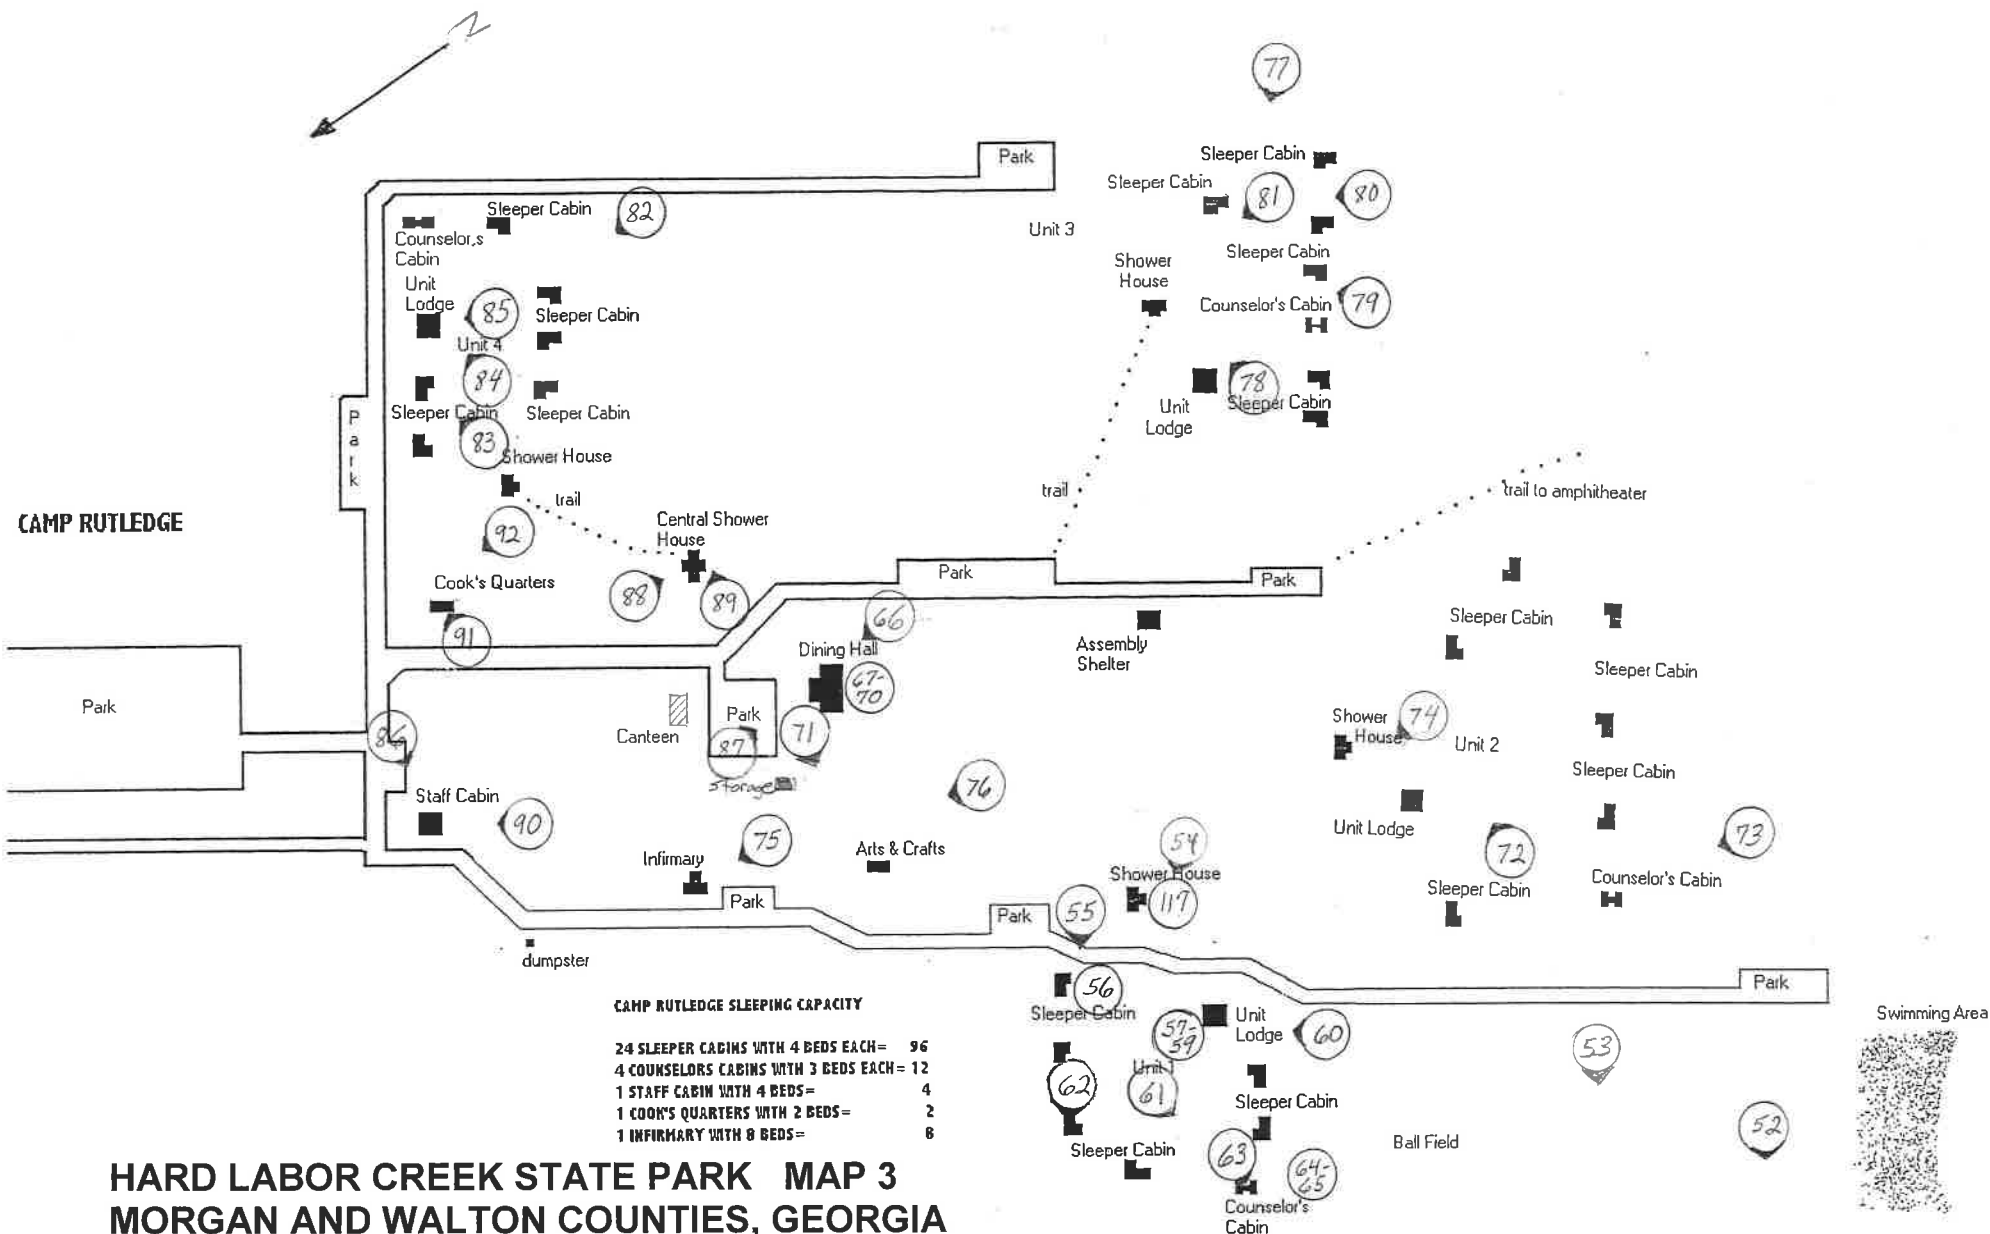 N
77
Park
Sleeper Cabin
Sleeper Cabin
81
80
Sleeper Cabin
82
Unit 3
Counselor,s
Cabin
Sleeper Cabin
Shower
House
Unit
Lodge
85
Sleeper Cabin
Counselor's Cabin
79
Unit 4
84
78
Sleeper Cabin
Sleeper Cabin
Sleeper Cabin
Unit
Lodge
Park
83
Shower House
trail
trail
trail to amphitheater
CAMP RUTLEDGE
92
Central Shower
House
Cook's Quarters
Park
Park
88
89
91
66
Dining Hall
67-
70
Assembly
Shelter
Sleeper Cabin
Sleeper Cabin
Park
86
Canteen
Park
87
71
Storage
Shower
House
74
Unit 2
Sleeper Cabin
Staff Cabin
90
76
Unit Lodge
75
Infirmary
Arts & Crafts
54
72
73
Shower House
117
Sleeper Cabin
Counselor's Cabin
Park
Park
55
dumpster
56
Sleeper Cabin
Park
Swimming Area
57-
59
Unit
Lodge
60
53
Unit 1
62
61
Sleeper Cabin
52
Sleeper Cabin
Ball Field
63
64-
65
Counselor's
Cabin
CAMP RUTLEDGE SLEEPING CAPACITY
24 SLEEPER CABINS WITH 4 BEDS EACH= 96
4 COUNSELORS CABINS WITH 3 BEDS EACH= 12
1 STAFF CABIN WITH 4 BEDS= 4
1 COOK'S QUARTERS WITH 2 BEDS= 2
1 INFIRMARY WITH 8 BEDS= 8
HARD LABOR CREEK STATE PARK MAP 3
MORGAN AND WALTON COUNTIES, GEORGIA